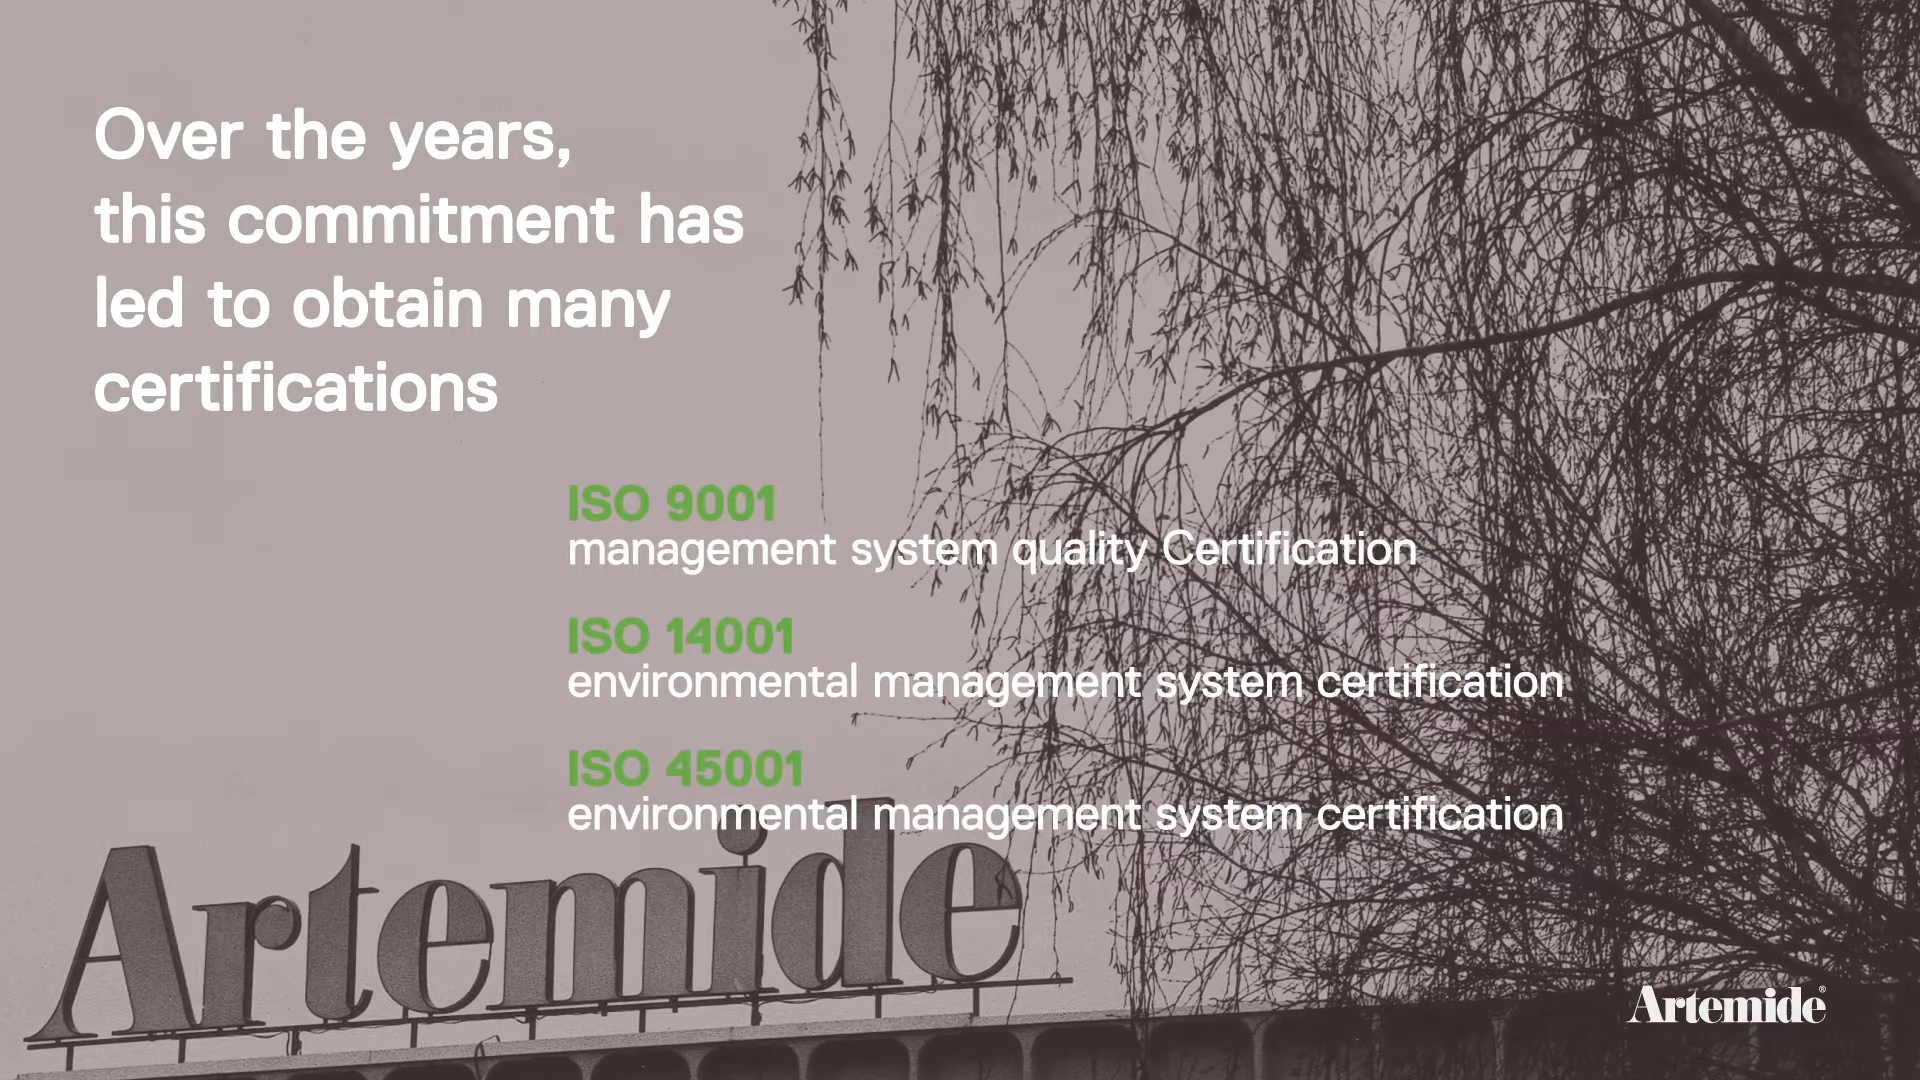 Over the years,
this commitment has
led to obtain many
certifications
ISO 9001
management system quality Certification
ISO 14001
environmental management system certification
ISO 45001
environmental management system certification
Artemide
Artemide®